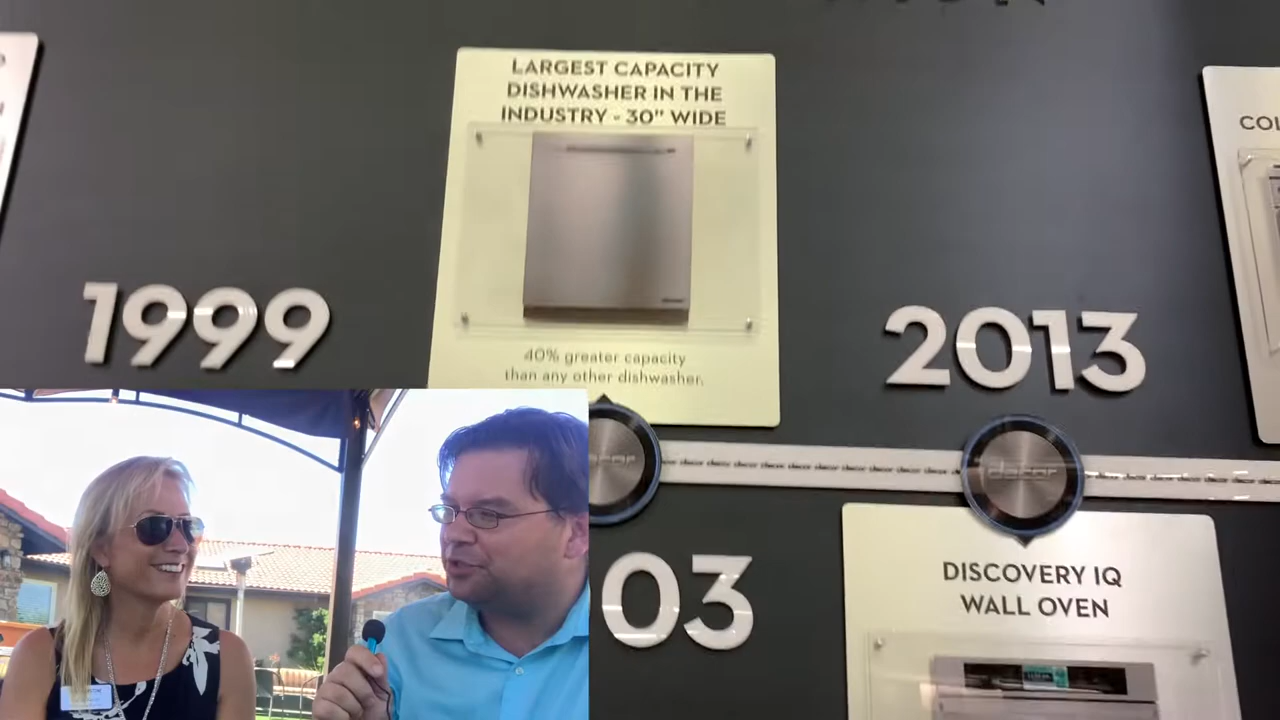 LARGEST CAPACITY
DISHWASHER IN THE
INDUSTRY - 30" WIDE
40% greater capacity
than any other dishwasher.
1999
2013
dacor
03
DISCOVERY IQ
WALL OVEN